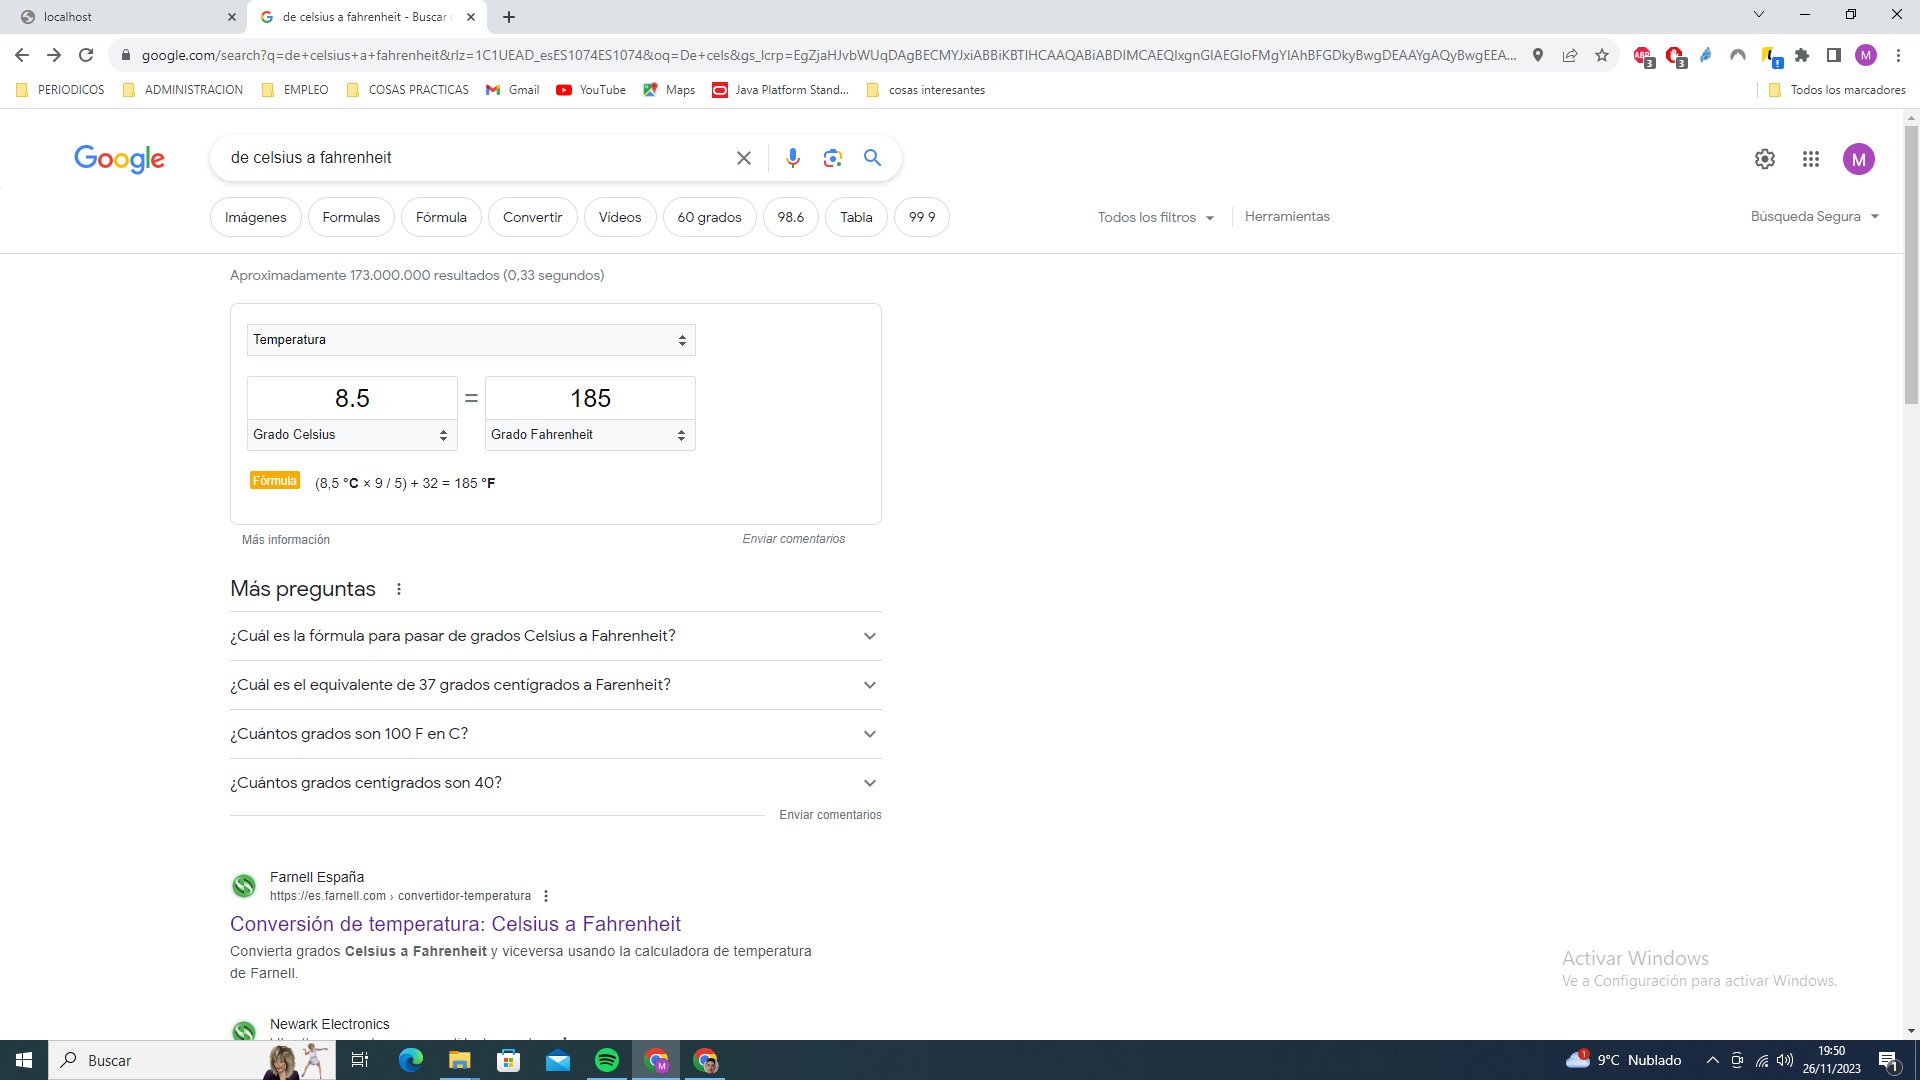 localhost
de celsius a fahrenheit - Buscar c
google.com/search?q=de+celsius+a+fahrenheit&rlz=1C1UEAD_esES1074ES1074&oq=De+cels&gs_lcrp=EgZjaHJvbWUqDAgBECMYJxiABBiKBTIHCAAQABiABDIMCAEQIxgnGIAEGIoFMgYIAhBFGDkyBwgDEAAYgAQyBwgEEA...
3
3
M
PERIODICOS
ADMINISTRACION
EMPLEO
COSAS PRACTICAS
Gmail
YouTube
Maps
Java Platform Stand...
cosas interesantes
Todos los marcadores
Google
de celsius a fahrenheit
M
Imágenes
Formulas
Fórmula
Convertir
Vídeos
60 grados
98.6
Tabla
99 9
Todos los filtros
Herramientas
Búsqueda Segura
Aproximadamente 173.000.000 resultados (0,33 segundos)
Temperatura
8.5 = 185
Grado Celsius
Grado Fahrenheit
Fórmula
(8,5 °C × 9 / 5) + 32 = 185 °F
Más información
Enviar comentarios
Más preguntas
¿Cuál es la fórmula para pasar de grados Celsius a Fahrenheit?
¿Cuál es el equivalente de 37 grados centígrados a Farenheit?
¿Cuántos grados son 100 F en C?
¿Cuántos grados centígrados son 40?
Enviar comentarios
Farnell España
https://es.farnell.com › convertidor-temperatura
Conversión de temperatura: Celsius a Fahrenheit
Convierta grados Celsius a Fahrenheit y viceversa usando la calculadora de temperatura
de Farnell.
Newark Electronics
Activar Windows
Ve a Configuración para activar Windows.
Buscar
1
9°C Nublado
19:50
26/11/2023
1